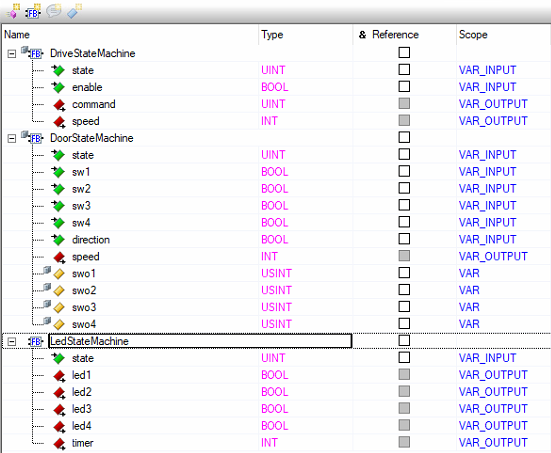 Name Type & Reference Scope
FB DriveStateMachine
state UINT VAR_INPUT
enable BOOL VAR_INPUT
command UINT VAR_OUTPUT
speed INT VAR_OUTPUT
FB DoorStateMachine
state UINT VAR_INPUT
sw1 BOOL VAR_INPUT
sw2 BOOL VAR_INPUT
sw3 BOOL VAR_INPUT
sw4 BOOL VAR_INPUT
direction BOOL VAR_INPUT
speed INT VAR_OUTPUT
swo1 USINT VAR
swo2 USINT VAR
swo3 USINT VAR
swo4 USINT VAR
FB LedStateMachine
state UINT VAR_INPUT
led1 BOOL VAR_OUTPUT
led2 BOOL VAR_OUTPUT
led3 BOOL VAR_OUTPUT
led4 BOOL VAR_OUTPUT
timer INT VAR_OUTPUT